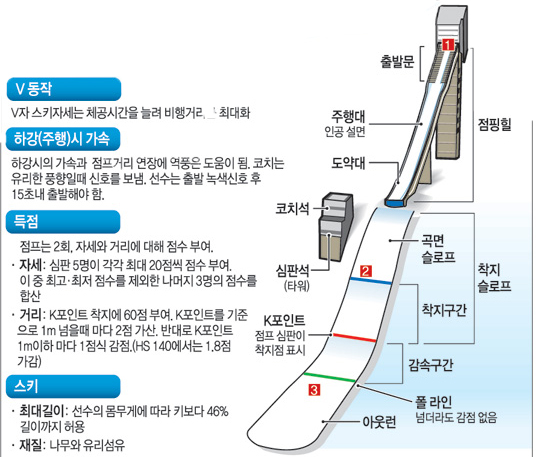 V 동작
V자 스키자세는 체공시간을 늘려 비행거리 최대화
하강(주행)시 가속
하강시의 가속과 점프거리 연장에 역풍은 도움이 됨. 코치는
유리한 풍향일때 신호를 보냄. 선수는 출발 녹색신호 후
15초내 출발해야 함.
득점
점프는 2회, 자세와 거리에 대해 점수 부여.
· 자세: 심판 5명이 각각 최대 20점씩 점수 부여.
이 중 최고·최저 점수를 제외한 나머지 3명의 점수를
합산
· 거리: K포인트 착지에 60점 부여. K포인트를 기준
으로 1m 넘을때 마다 2점 가산. 반대로 K포인트
1m이하 마다 1점식 감점.(HS 140에서는 1.8점
가감)
스키
· 최대길이: 선수의 몸무게에 따라 키보다 46%
길이까지 허용
· 재질: 나무와 유리섬유
1
출발문
주행대
인공 설면
점핑힐
도약대
코치석
심판석
(타워)
곡면
슬로프
착지
슬로프
2
착지구간
K포인트
점프 심판이
착지점 표시
감속구간
3
폴 라인
넘더라도 감점 없음
아웃런